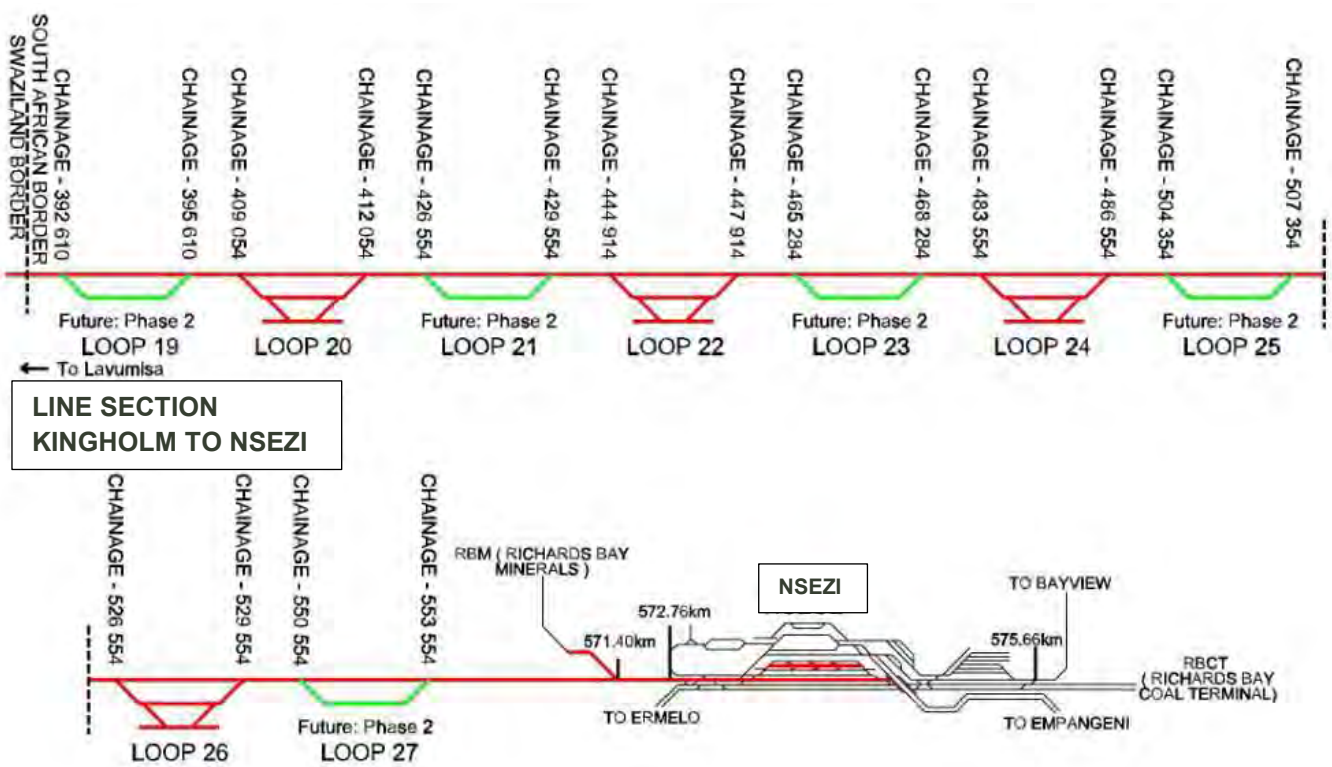 SOUTH AFRICAN BORDER
SWAZILAND BORDER
CHAINAGE - 392 610
CHAINAGE - 395 610
CHAINAGE - 409 054
CHAINAGE - 412 054
CHAINAGE - 426 554
CHAINAGE - 429 554
CHAINAGE - 444 914
CHAINAGE - 447 914
CHAINAGE - 465 284
CHAINAGE - 468 284
CHAINAGE - 483 554
CHAINAGE - 486 554
CHAINAGE - 504 354
CHAINAGE - 507 354
Future: Phase 2
LOOP 19
LOOP 20
Future: Phase 2
LOOP 21
LOOP 22
Future: Phase 2
LOOP 23
LOOP 24
Future: Phase 2
LOOP 25
← To Lavumisa
LINE SECTION
KINGHOLM TO NSEZI
CHAINAGE - 526 554
CHAINAGE - 529 554
CHAINAGE - 550 554
CHAINAGE - 553 554
RBM ( RICHARDS BAY
MINERALS )
571.40km
572.76km
NSEZI
TO BAYVIEW
575.66km
RBCT
( RICHARDS BAY
COAL TERMINAL)
TO ERMELO
TO EMPANGENI
LOOP 26
Future: Phase 2
LOOP 27